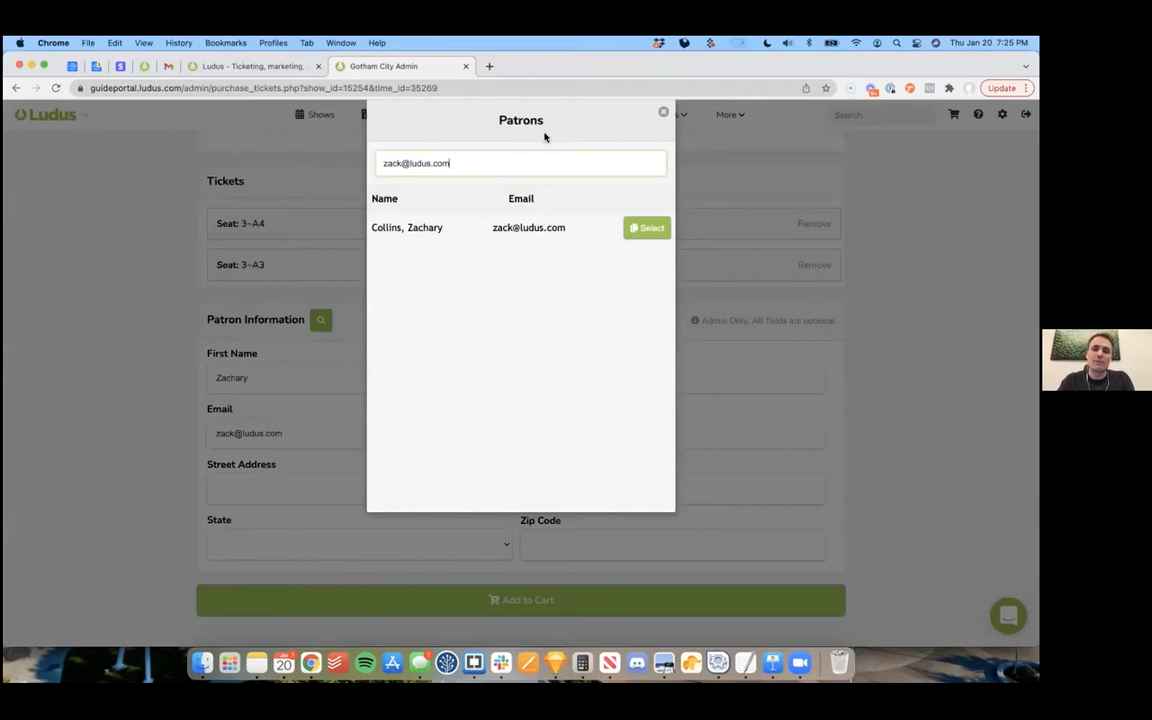 Chrome File Edit View History Bookmarks Profiles Tab Window Help Thu Jan 20 7:25 PM
Ludus - Ticketing, marketing, Gotham City Admin
guideportal.ludus.com/admin/purchase_tickets.php?show_id=15254&time_id=35269 Update
Ludus Shows More Search...
Patrons
zack@ludus.com
Name Email
Collins, Zachary zack@ludus.com Select
Tickets
Seat: 3~A4 Remove
Seat: 3~A3 Remove
Patron Information Admin Only. All fields are optional
First Name
Zachary
Email
zack@ludus.com
Street Address
State Zip Code
Add to Cart